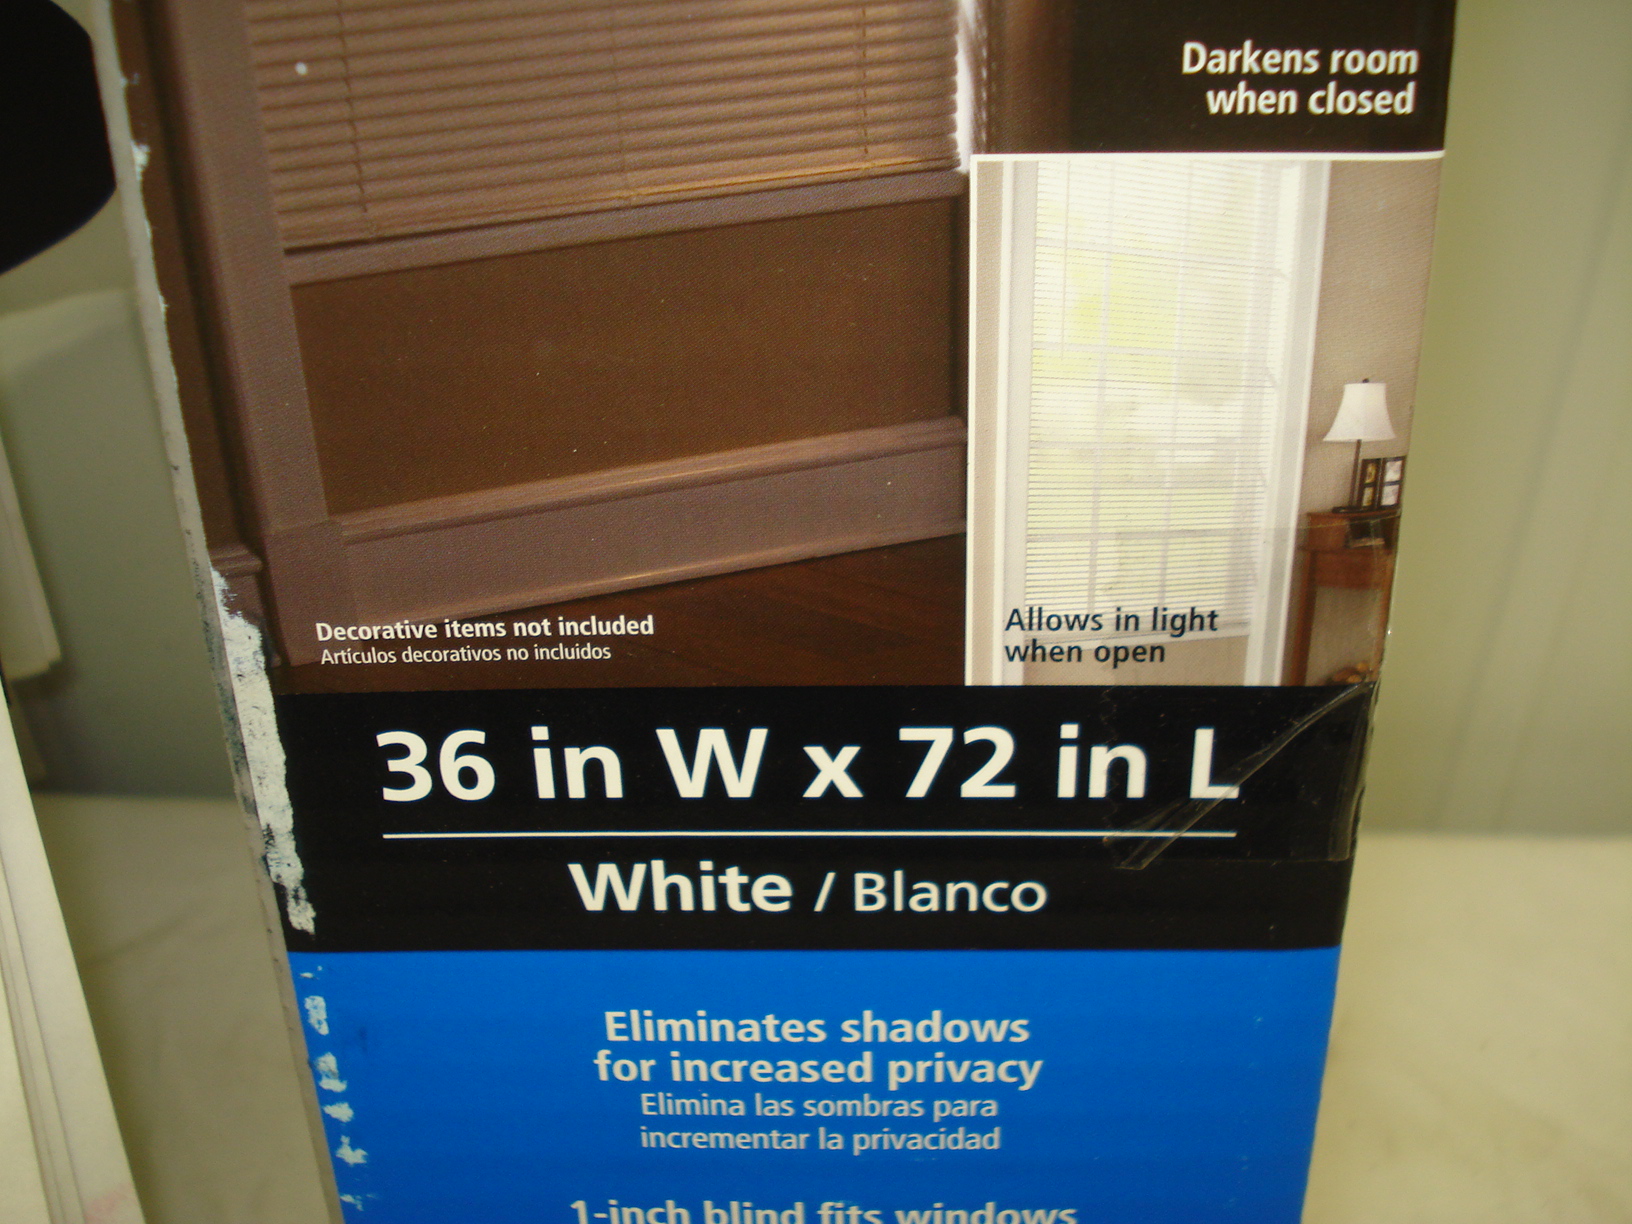 Darkens room
when closed
Allows in light
when open
Decorative items not included
Artículos decorativos no incluidos
36 in W x 72 in L
White / Blanco
Eliminates shadows
for increased privacy
Elimina las sombras para
incrementar la privacidad
1-inch blind fits windows